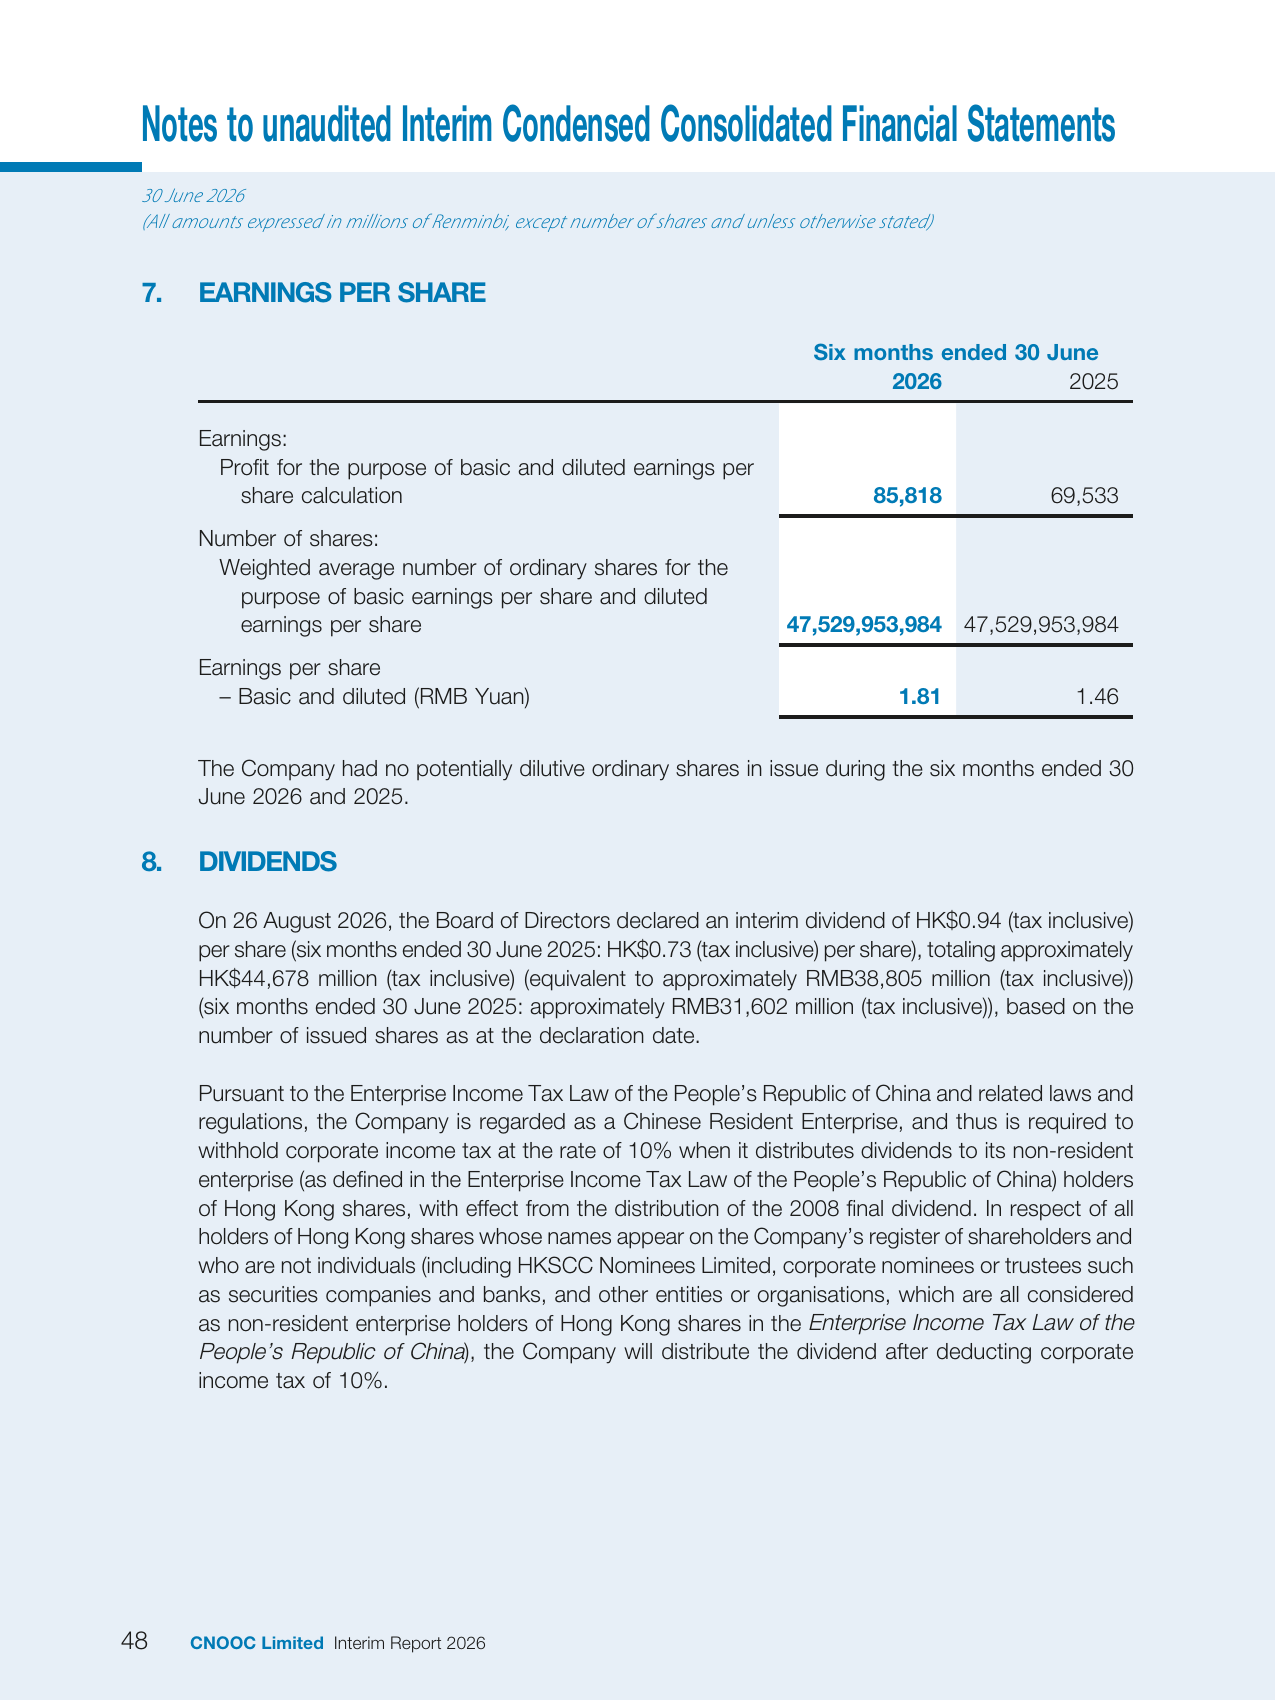 Notes to unaudited Interim Condensed Consolidated Financial Statements
30 June 2026
(All amounts expressed in millions of Renminbi, except number of shares and unless otherwise stated)
7. EARNINGS PER SHARE
Six months ended 30 June
2026 2025
Earnings:
Profit for the purpose of basic and diluted earnings per
share calculation 85,818 69,533
Number of shares:
Weighted average number of ordinary shares for the
purpose of basic earnings per share and diluted
earnings per share 47,529,953,984 47,529,953,984
Earnings per share
– Basic and diluted (RMB Yuan) 1.81 1.46
The Company had no potentially dilutive ordinary shares in issue during the six months ended 30
June 2026 and 2025.
8. DIVIDENDS
On 26 August 2026, the Board of Directors declared an interim dividend of HK$0.94 (tax inclusive)
per share (six months ended 30 June 2025: HK$0.73 (tax inclusive) per share), totaling approximately
HK$44,678 million (tax inclusive) (equivalent to approximately RMB38,805 million (tax inclusive))
(six months ended 30 June 2025: approximately RMB31,602 million (tax inclusive)), based on the
number of issued shares as at the declaration date.
Pursuant to the Enterprise Income Tax Law of the People’s Republic of China and related laws and
regulations, the Company is regarded as a Chinese Resident Enterprise, and thus is required to
withhold corporate income tax at the rate of 10% when it distributes dividends to its non-resident
enterprise (as defined in the Enterprise Income Tax Law of the People’s Republic of China) holders
of Hong Kong shares, with effect from the distribution of the 2008 final dividend. In respect of all
holders of Hong Kong shares whose names appear on the Company’s register of shareholders and
who are not individuals (including HKSCC Nominees Limited, corporate nominees or trustees such
as securities companies and banks, and other entities or organisations, which are all considered
as non-resident enterprise holders of Hong Kong shares in the Enterprise Income Tax Law of the
People’s Republic of China), the Company will distribute the dividend after deducting corporate
income tax of 10%.
48 CNOOC Limited Interim Report 2026